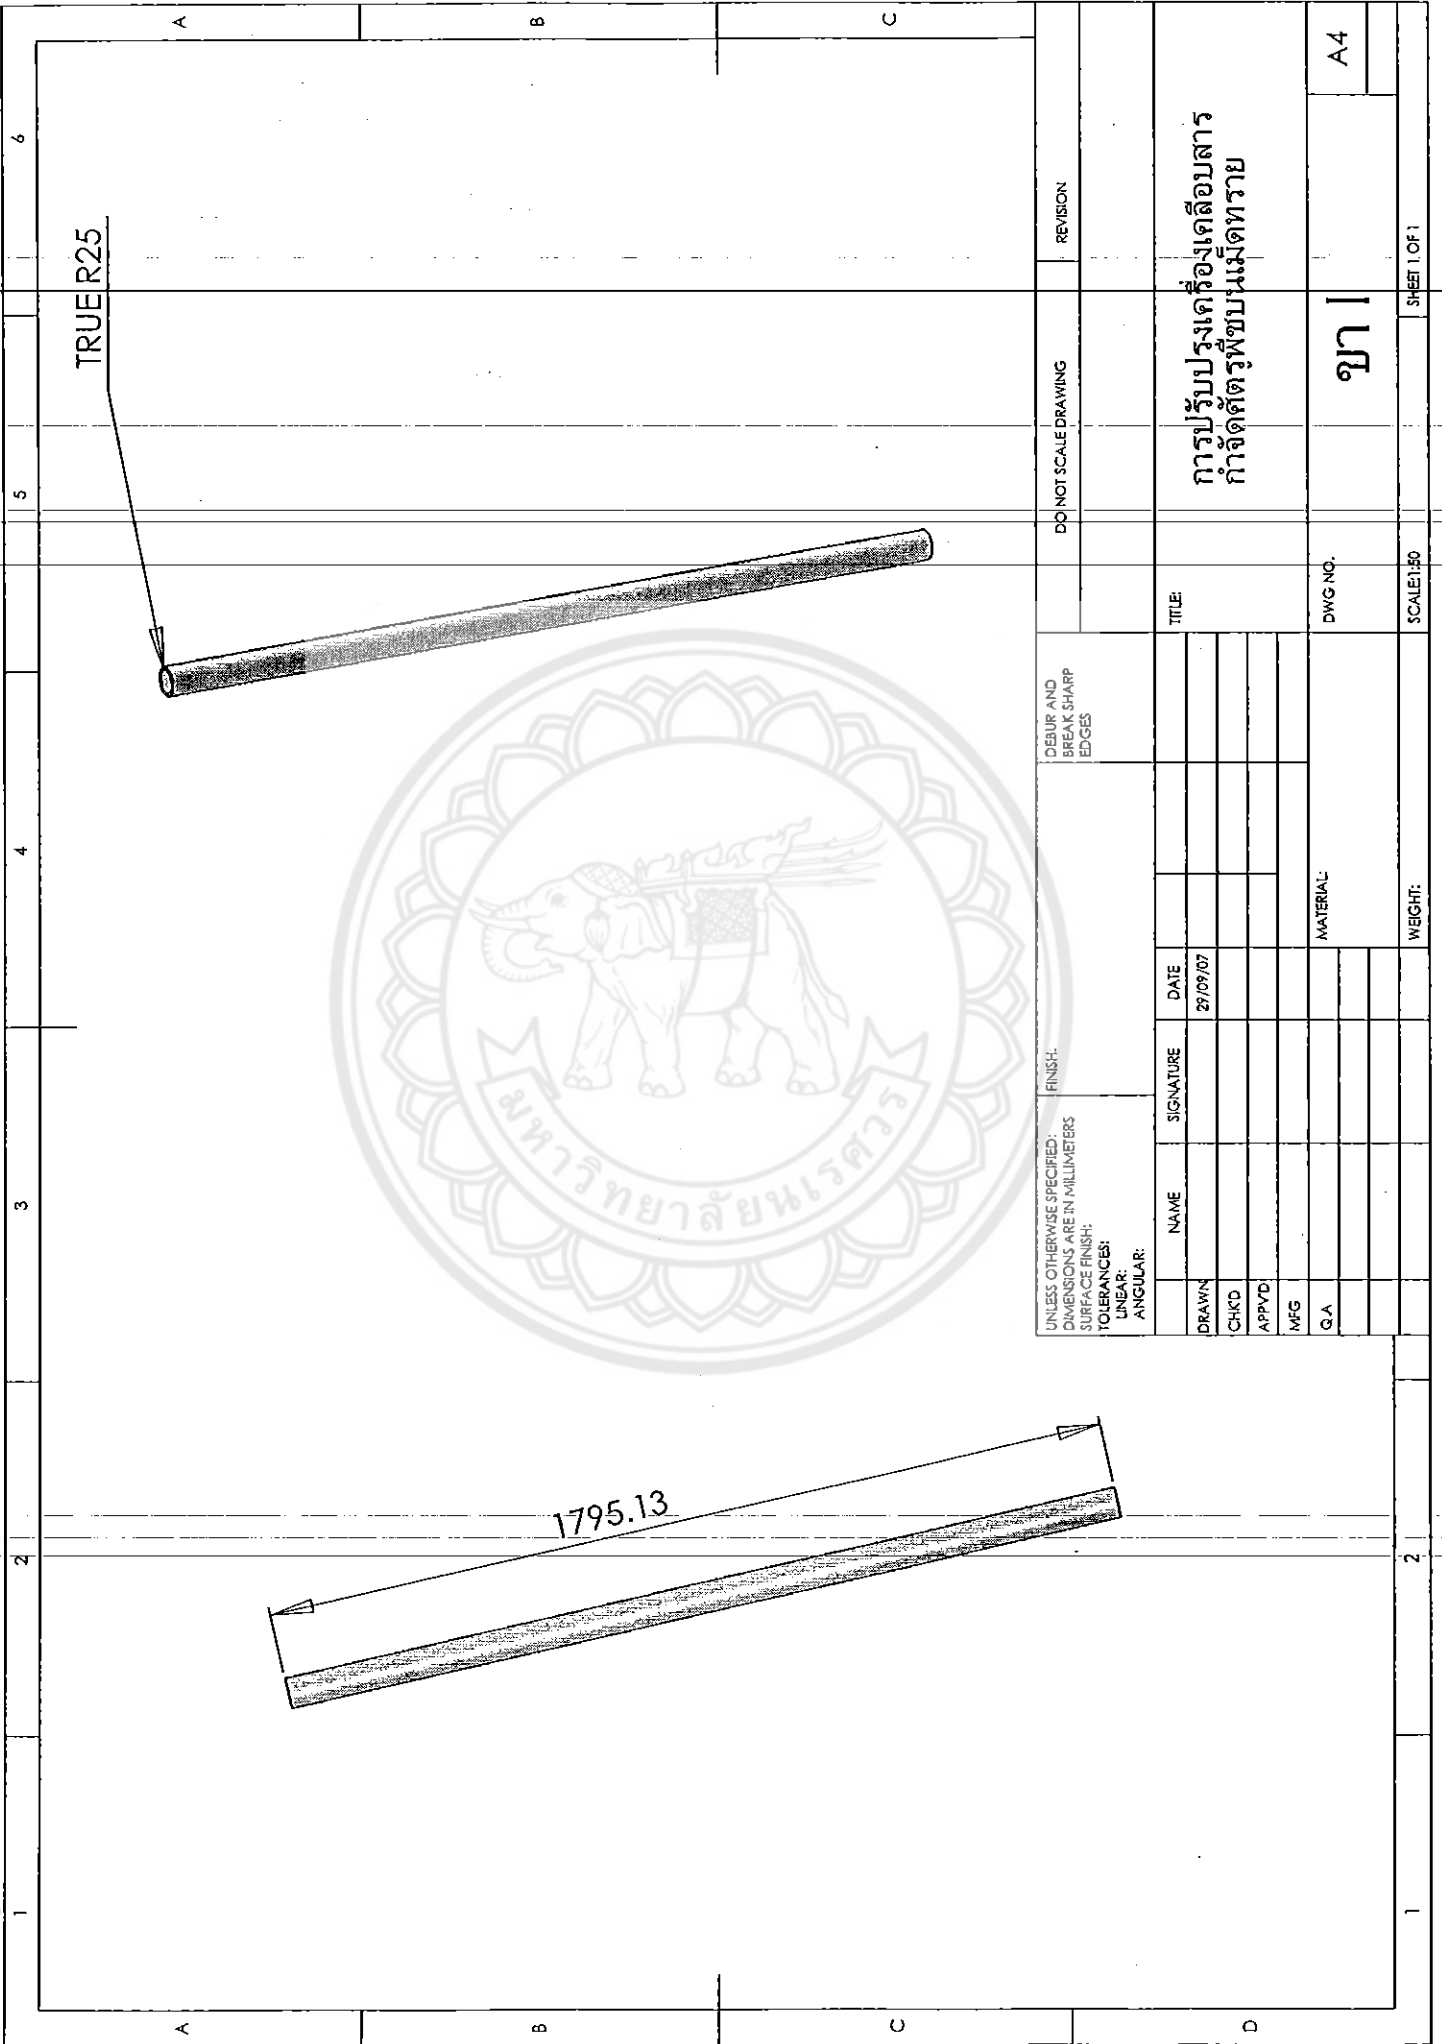 1
2
3
4
5
6
A
B
C
A
B
C
D
1
2
TRUE R25
1795.13
มหาวิทยาลัยนเรศวร
UNLESS OTHERWISE SPECIFIED:
DIMENSIONS ARE IN MILLIMETERS
SURFACE FINISH:
TOLERANCES:
LINEAR:
ANGULAR:
FINISH:
DEBUR AND
BREAK SHARP
EDGES
DO NOT SCALE DRAWING
REVISION
NAME
SIGNATURE
DATE
DRAWN
29/09/07
CHK'D
APPV'D
MFG
Q.A
MATERIAL:
WEIGHT:
TITLE:
การปรับปรุงเครื่องเคลือบสาร
กำจัดศัตรูพืชบนเม็ดทราย
DWG NO.
ขา 1
A4
SCALE:1:50
SHEET 1 OF 1